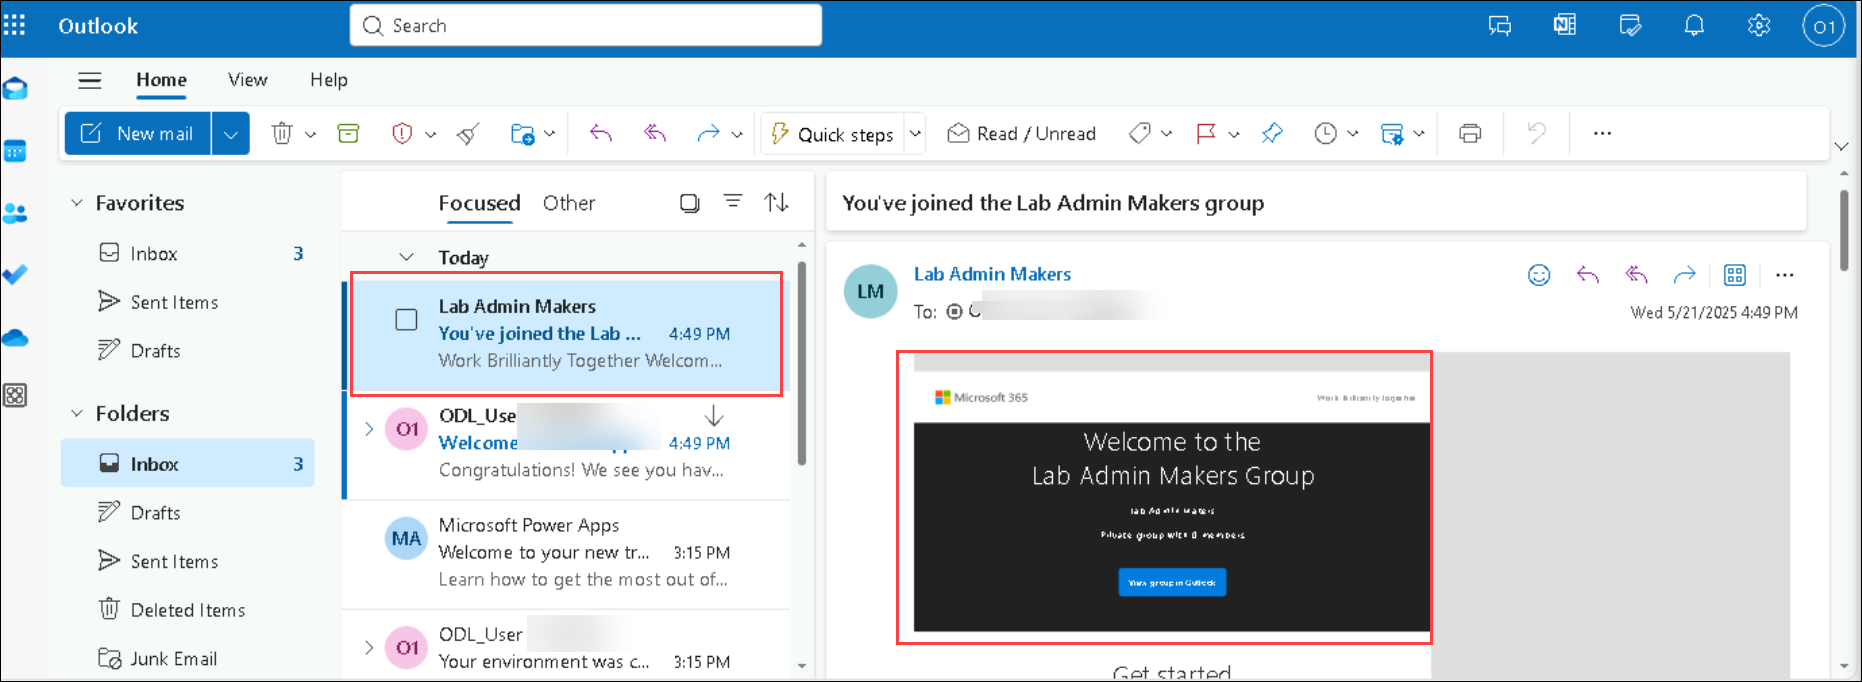 Outlook
Search
O1
Home View Help
New mail
Quick steps
Read / Unread
Favorites
Inbox 3
Sent Items
Drafts
Folders
Inbox 3
Drafts
Sent Items
Deleted Items
Junk Email
Focused Other
Today
Lab Admin Makers
You've joined the Lab ... 4:49 PM
Work Brilliantly Together Welcom...
O1
ODL_Use
Welcome 4:49 PM
Congratulations! We see you hav...
MA
Microsoft Power Apps
Welcome to your new tr... 3:15 PM
Learn how to get the most out of...
O1
ODL_User
Your environment was c... 3:15 PM
You've joined the Lab Admin Makers group
LM
Lab Admin Makers
To:
Wed 5/21/2025 4:49 PM
Microsoft 365
Work brilliantly together
Welcome to the
Lab Admin Makers Group
Lab Admin Makers
Private group with members
View group in Outlook
Get started